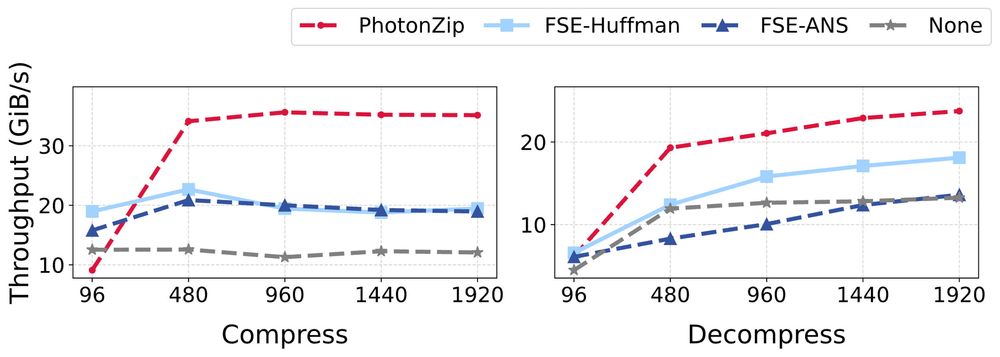 PhotonZip FSE-Huffman FSE-ANS None
Throughput (GiB/s)
30
20
10
96 480 960 1440 1920
Compress
20
10
96 480 960 1440 1920
Decompress